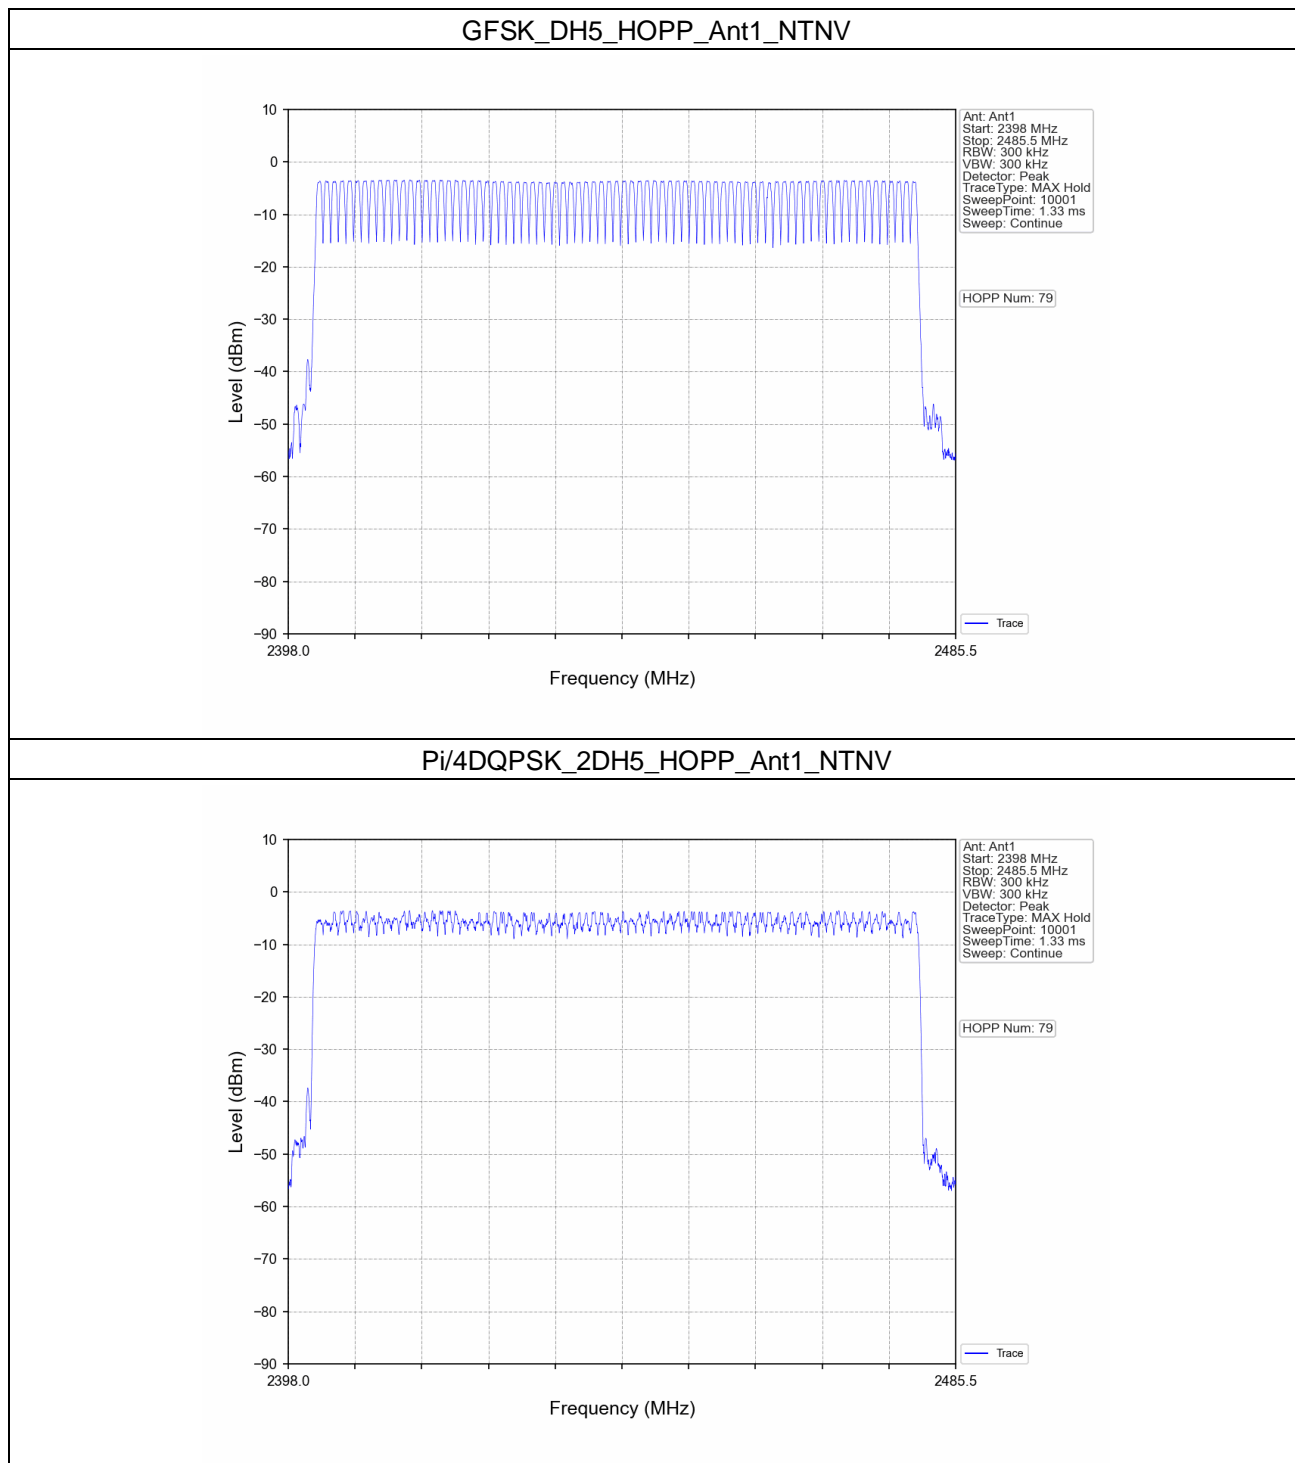 GFSK_DH5_HOPP_Ant1_NTNV
10
0
−10
−20
−30
−40
−50
−60
−70
−80
−90
Level (dBm)
2398.0
2485.5
Frequency (MHz)
Ant: Ant1
Start: 2398 MHz
Stop: 2485.5 MHz
RBW: 300 kHz
VBW: 300 kHz
Detector: Peak
TraceType: MAX Hold
SweepPoint: 10001
SweepTime: 1.33 ms
Sweep: Continue
HOPP Num: 79
Trace
Pi/4DQPSK_2DH5_HOPP_Ant1_NTNV
10
0
−10
−20
−30
−40
−50
−60
−70
−80
−90
Level (dBm)
2398.0
2485.5
Frequency (MHz)
Ant: Ant1
Start: 2398 MHz
Stop: 2485.5 MHz
RBW: 300 kHz
VBW: 300 kHz
Detector: Peak
TraceType: MAX Hold
SweepPoint: 10001
SweepTime: 1.33 ms
Sweep: Continue
HOPP Num: 79
Trace